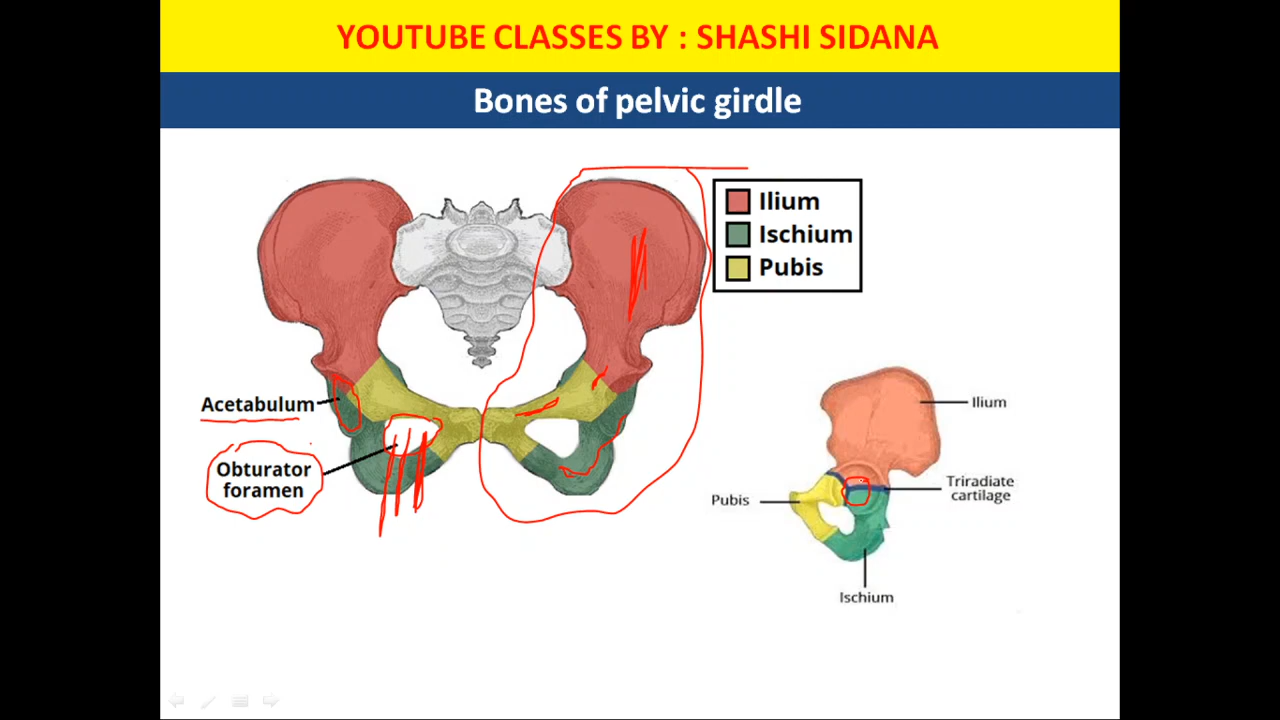 YOUTUBE CLASSES BY : SHASHI SIDANA
Bones of pelvic girdle
Ilium
Ischium
Pubis
Acetabulum
Obturator
foramen
Ilium
Triradiate
cartilage
Pubis
Ischium